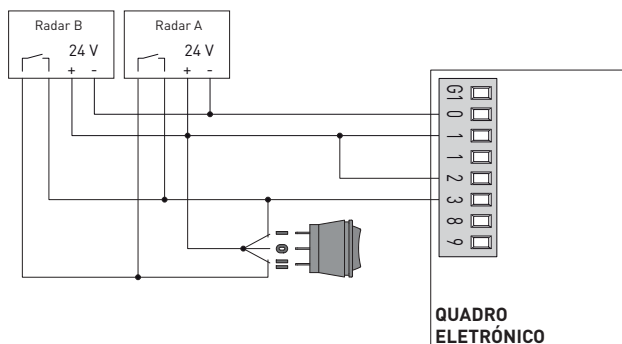 Radar B
Radar A
24 V
24 V
+ -
+ -
G1
0
1
1
2
3
8
9
I
0
II
QUADRO
ELETRÓNICO